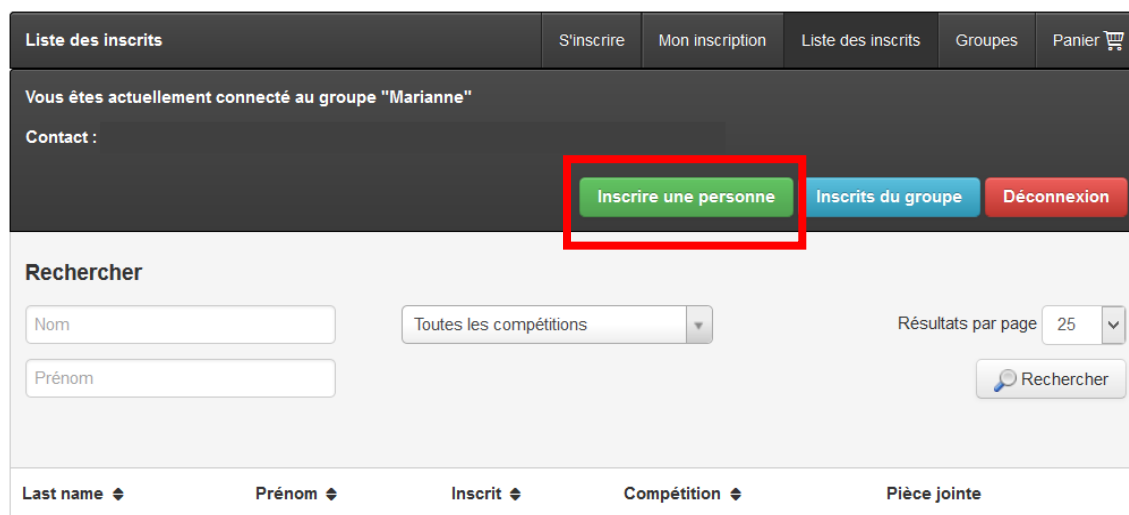 Liste des inscrits S'inscrire Mon inscription Liste des inscrits Groupes Panier
Vous êtes actuellement connecté au groupe "Marianne"
Contact :
Inscrire une personne Inscrits du groupe Déconnexion
Rechercher
Nom Toutes les compétitions Résultats par page 25
Prénom Rechercher
Last name Prénom Inscrit Compétition Pièce jointe